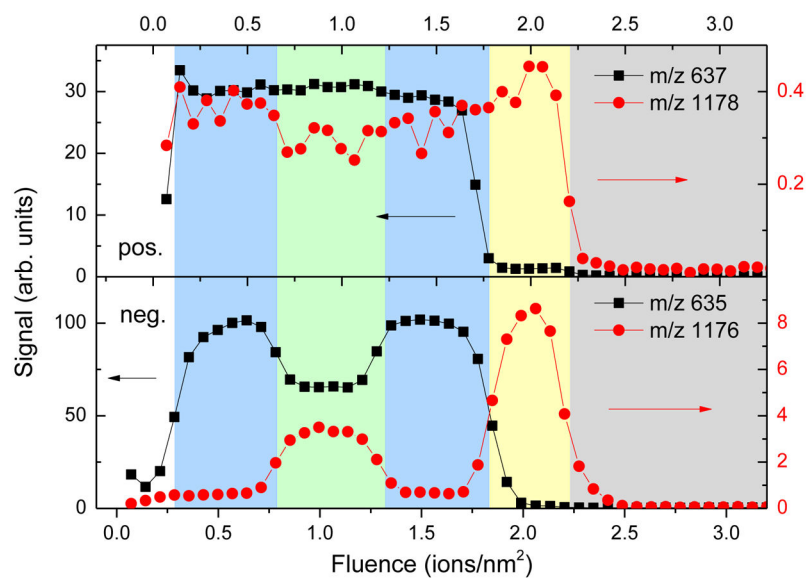 0.0 0.5 1.0 1.5 2.0 2.5 3.0
Signal (arb. units)
30
20
10
0
pos.
m/z 637
m/z 1178
0.4
0.2
100
50
0
neg.
m/z 635
m/z 1176
8
6
4
2
0
0.0 0.5 1.0 1.5 2.0 2.5 3.0
Fluence (ions/nm²)